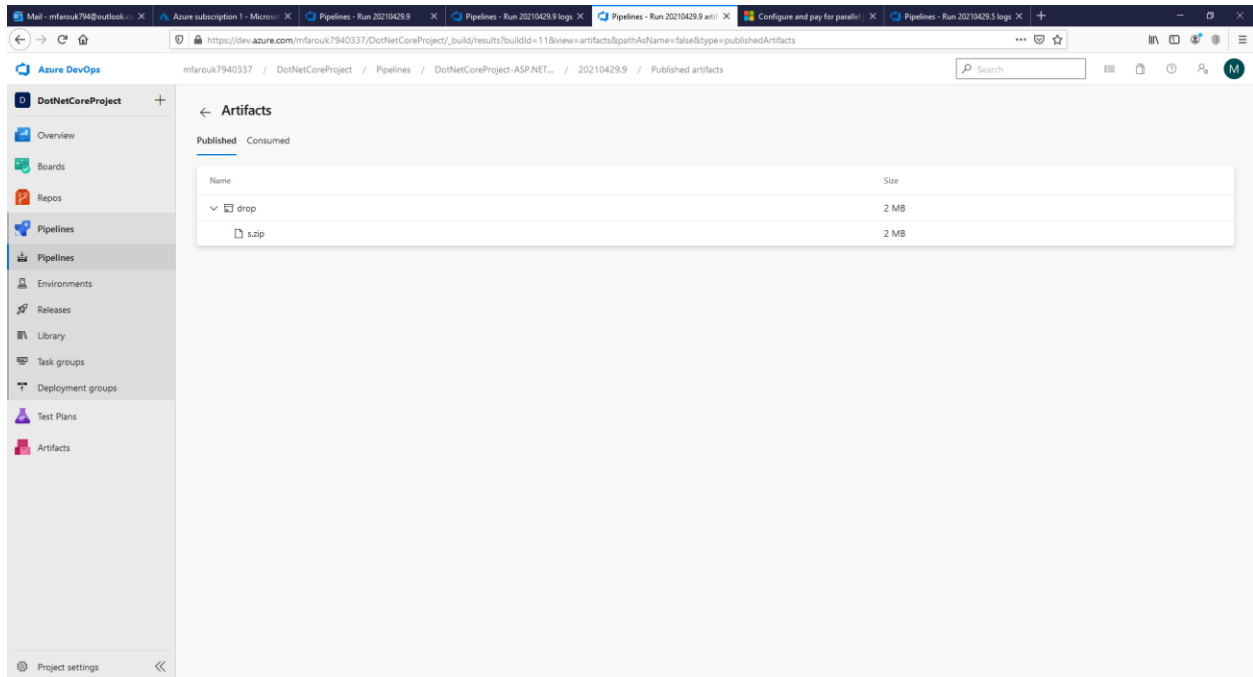 Mail - mfarouk794@outlook.co
Azure subscription 1 - Microsof
Pipelines - Run 20210429.9
Pipelines - Run 20210429.9 logs
Pipelines - Run 20210429.9 artif
Configure and pay for parallel j
Pipelines - Run 20210429.5 logs
https://dev.azure.com/mfarouk7940337/DotNetCoreProject/_build/results?buildId=11&view=artifacts&pathAsName=false&type=publishedArtifacts
Azure DevOps
mfarouk7940337 / DotNetCoreProject / Pipelines / DotNetCoreProject-ASP.NET... / 20210429.9 / Published artifacts
Search
M
D DotNetCoreProject
Overview
Boards
Repos
Pipelines
Pipelines
Environments
Releases
Library
Task groups
Deployment groups
Test Plans
Artifacts
Project settings
Artifacts
Published Consumed
Name Size
drop 2 MB
s.zip 2 MB